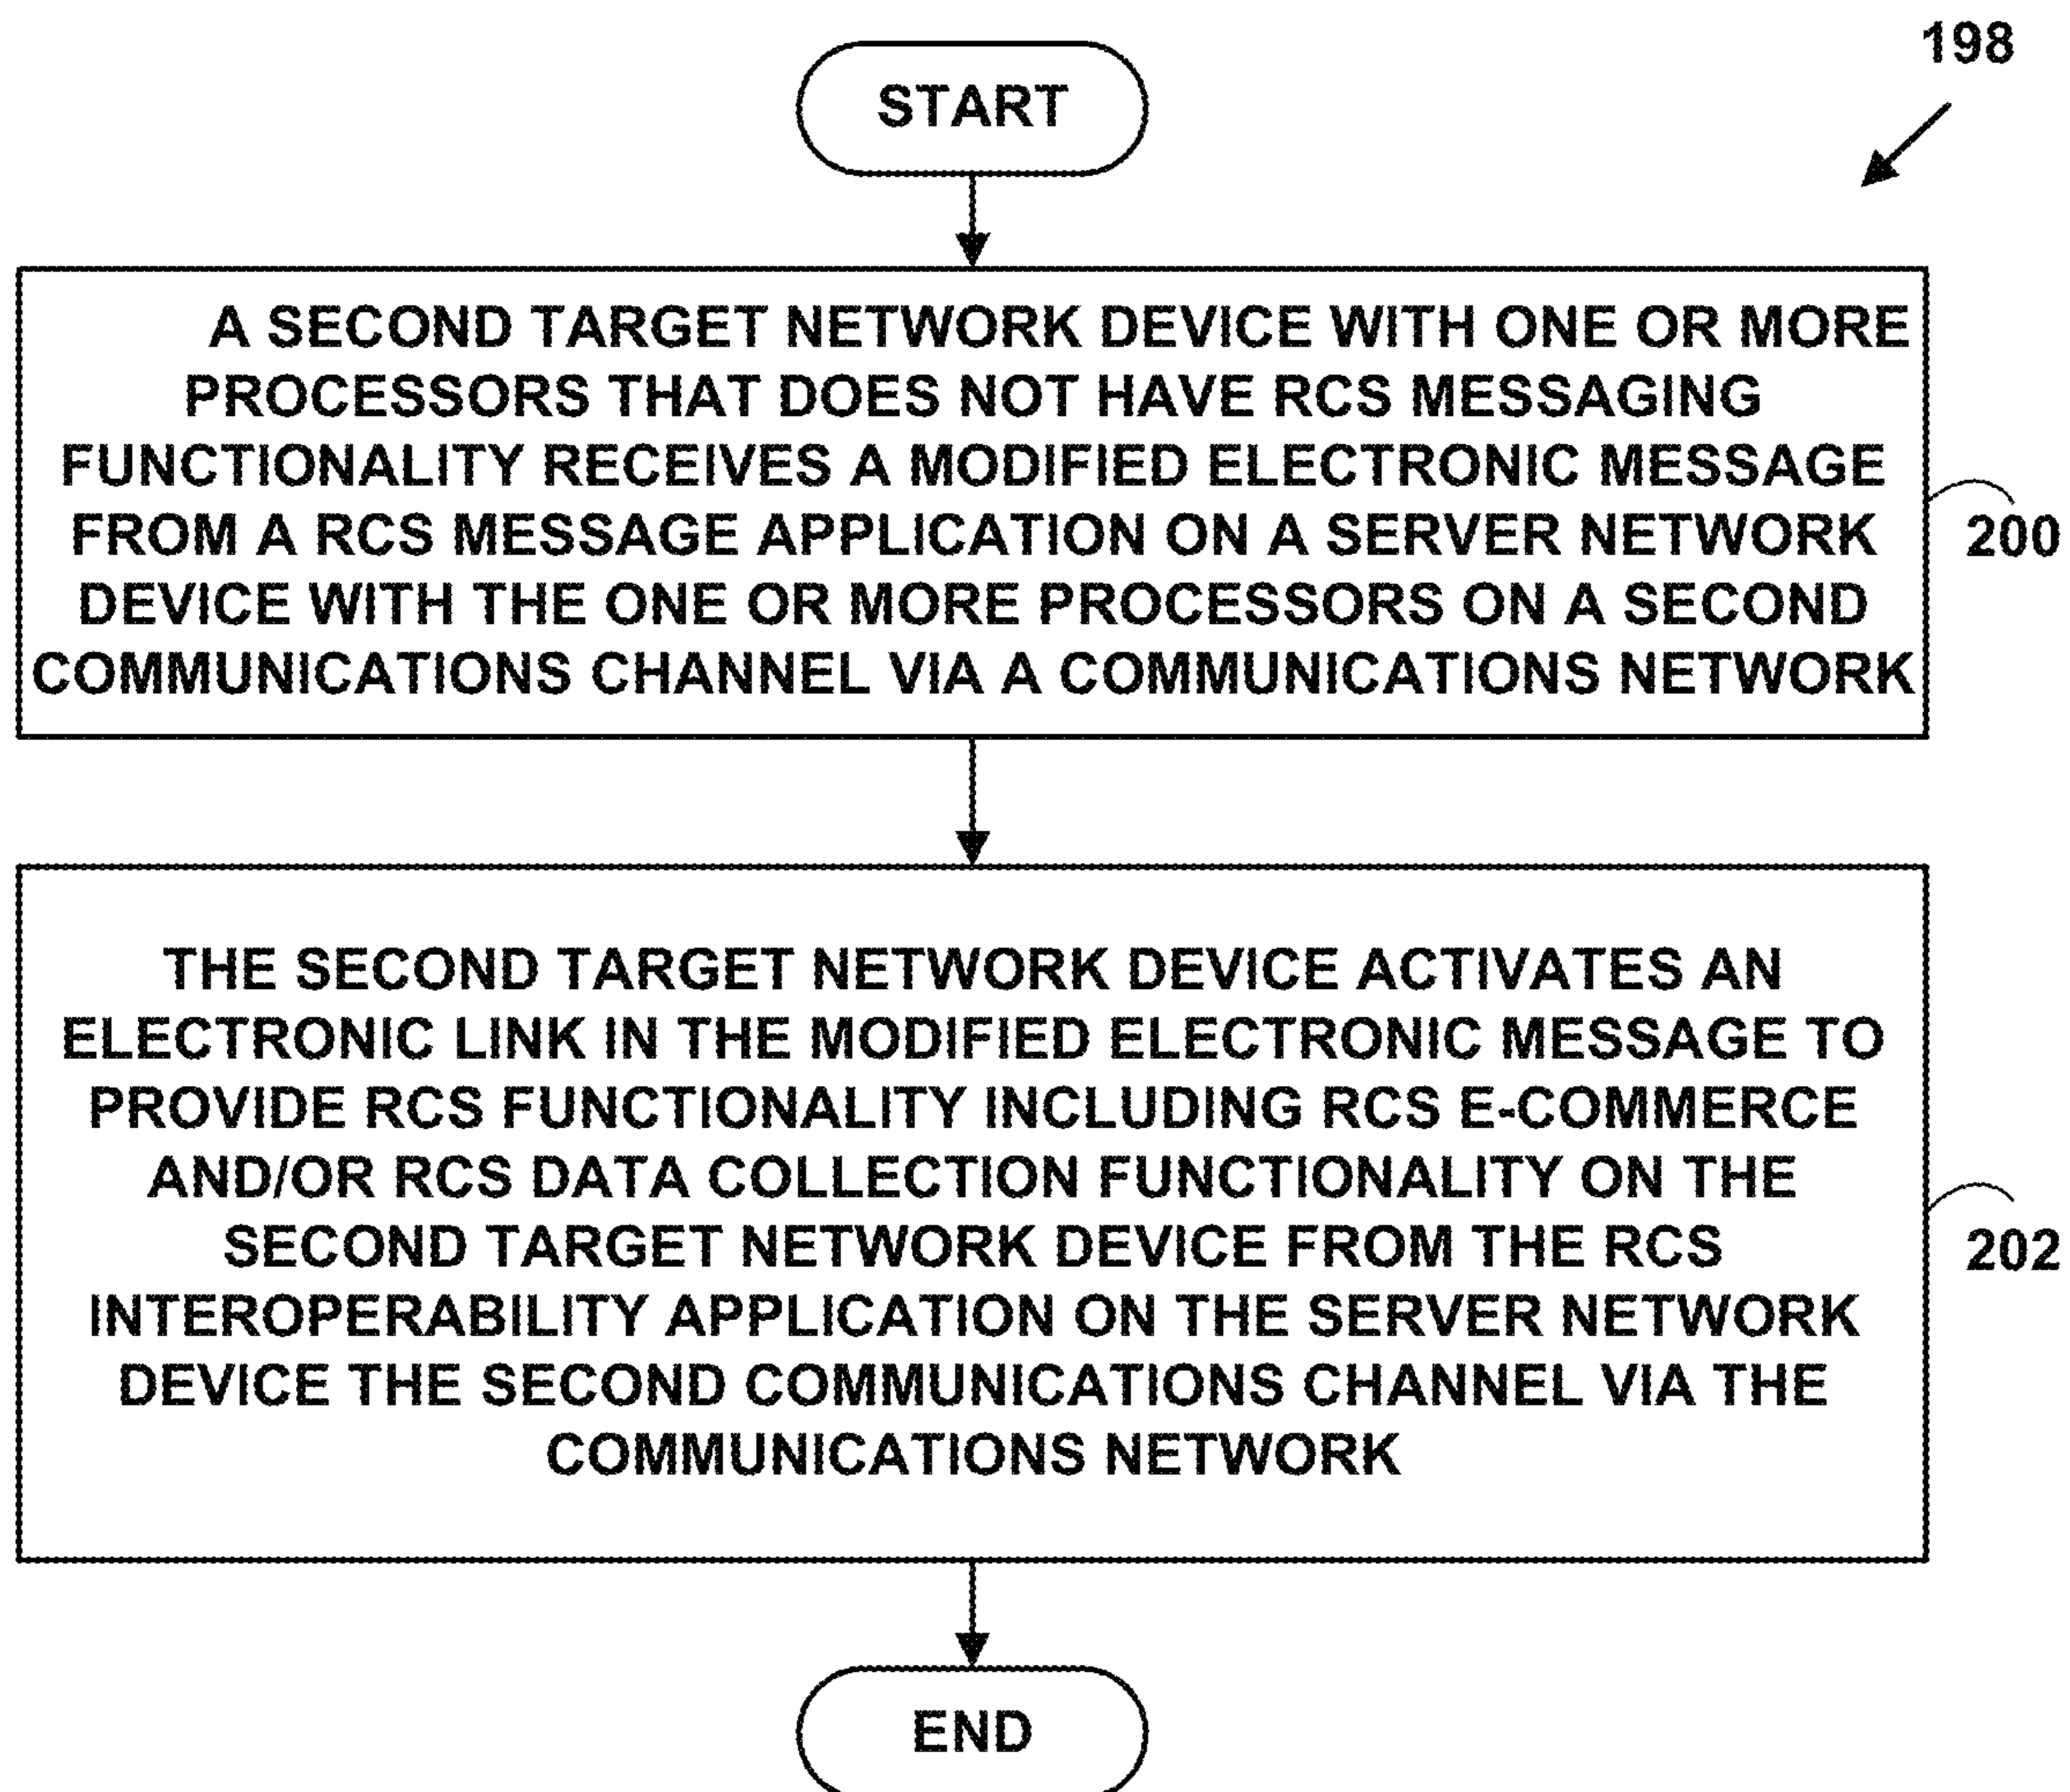 198
START
A SECOND TARGET NETWORK DEVICE WITH ONE OR MORE
PROCESSORS THAT DOES NOT HAVE RCS MESSAGING
FUNCTIONALITY RECEIVES A MODIFIED ELECTRONIC MESSAGE
FROM A RCS MESSAGE APPLICATION ON A SERVER NETWORK
DEVICE WITH THE ONE OR MORE PROCESSORS ON A SECOND
COMMUNICATIONS CHANNEL VIA A COMMUNICATIONS NETWORK
200
THE SECOND TARGET NETWORK DEVICE ACTIVATES AN
ELECTRONIC LINK IN THE MODIFIED ELECTRONIC MESSAGE TO
PROVIDE RCS FUNCTIONALITY INCLUDING RCS E-COMMERCE
AND/OR RCS DATA COLLECTION FUNCTIONALITY ON THE
SECOND TARGET NETWORK DEVICE FROM THE RCS
INTEROPERABILITY APPLICATION ON THE SERVER NETWORK
DEVICE THE SECOND COMMUNICATIONS CHANNEL VIA THE
COMMUNICATIONS NETWORK
202
END